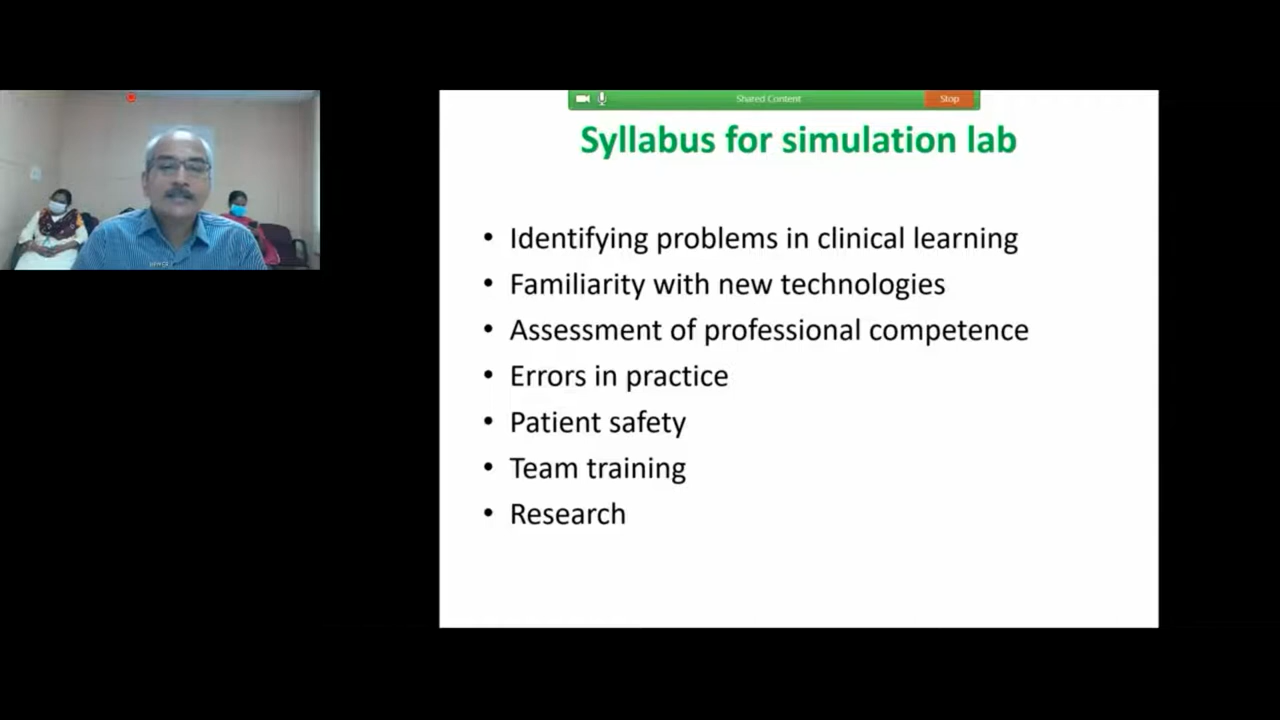 Shared Content
Stop
Syllabus for simulation lab
• Identifying problems in clinical learning
• Familiarity with new technologies
• Assessment of professional competence
• Errors in practice
• Patient safety
• Team training
• Research